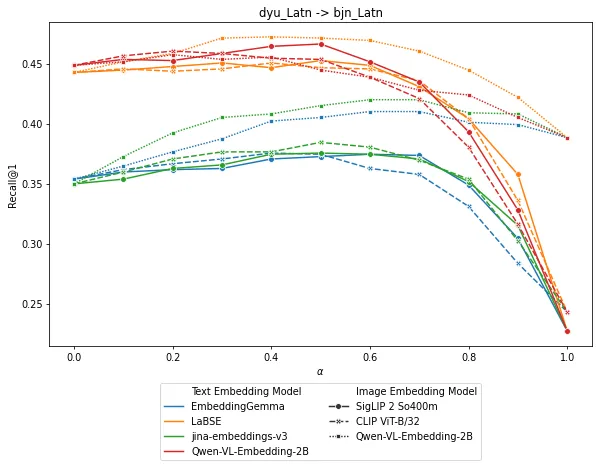 dyu_Latn -> bjn_Latn
Recall@1
0.45
0.40
0.35
0.30
0.25
0.0
0.2
0.4
0.6
0.8
1.0
α
Text Embedding Model
EmbeddingGemma
LaBSE
jina-embeddings-v3
Qwen-VL-Embedding-2B
Image Embedding Model
SigLIP 2 So400m
CLIP ViT-B/32
Qwen-VL-Embedding-2B